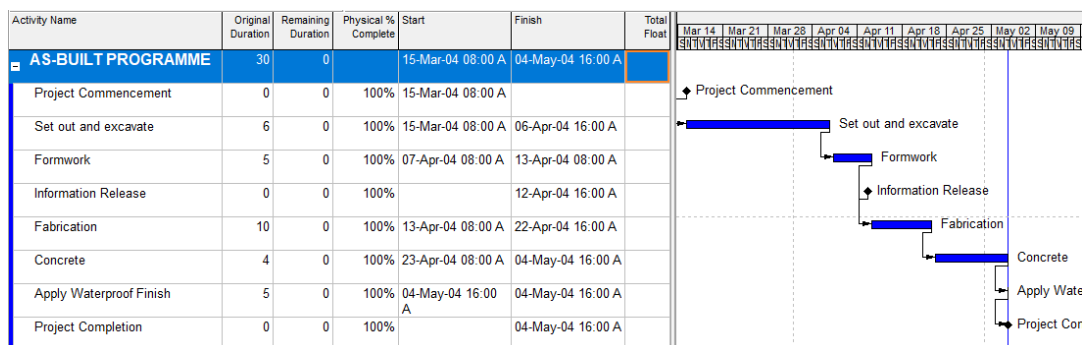 Activity Name Original Remaining Physical % Start Finish Total
Duration Duration Complete Float
Mar 14 Mar 21 Mar 28 Apr 04 Apr 11 Apr 18 Apr 25 May 02 May 09
AS-BUILT PROGRAMME 30 0 15-Mar-04 08:00 A 04-May-04 16:00 A
Project Commencement 0 0 100% 15-Mar-04 08:00 A Project Commencement
Set out and excavate 6 0 100% 15-Mar-04 08:00 A 06-Apr-04 16:00 A Set out and excavate
Formwork 5 0 100% 07-Apr-04 08:00 A 13-Apr-04 08:00 A Formwork
Information Release 0 0 100% 12-Apr-04 16:00 A Information Release
Fabrication 10 0 100% 13-Apr-04 08:00 A 22-Apr-04 16:00 A Fabrication
Concrete 4 0 100% 23-Apr-04 08:00 A 04-May-04 16:00 A Concrete
Apply Waterproof Finish 5 0 100% 04-May-04 16:00 04-May-04 16:00 A Apply Wate
A
Project Completion 0 0 100% 04-May-04 16:00 A Project Cor